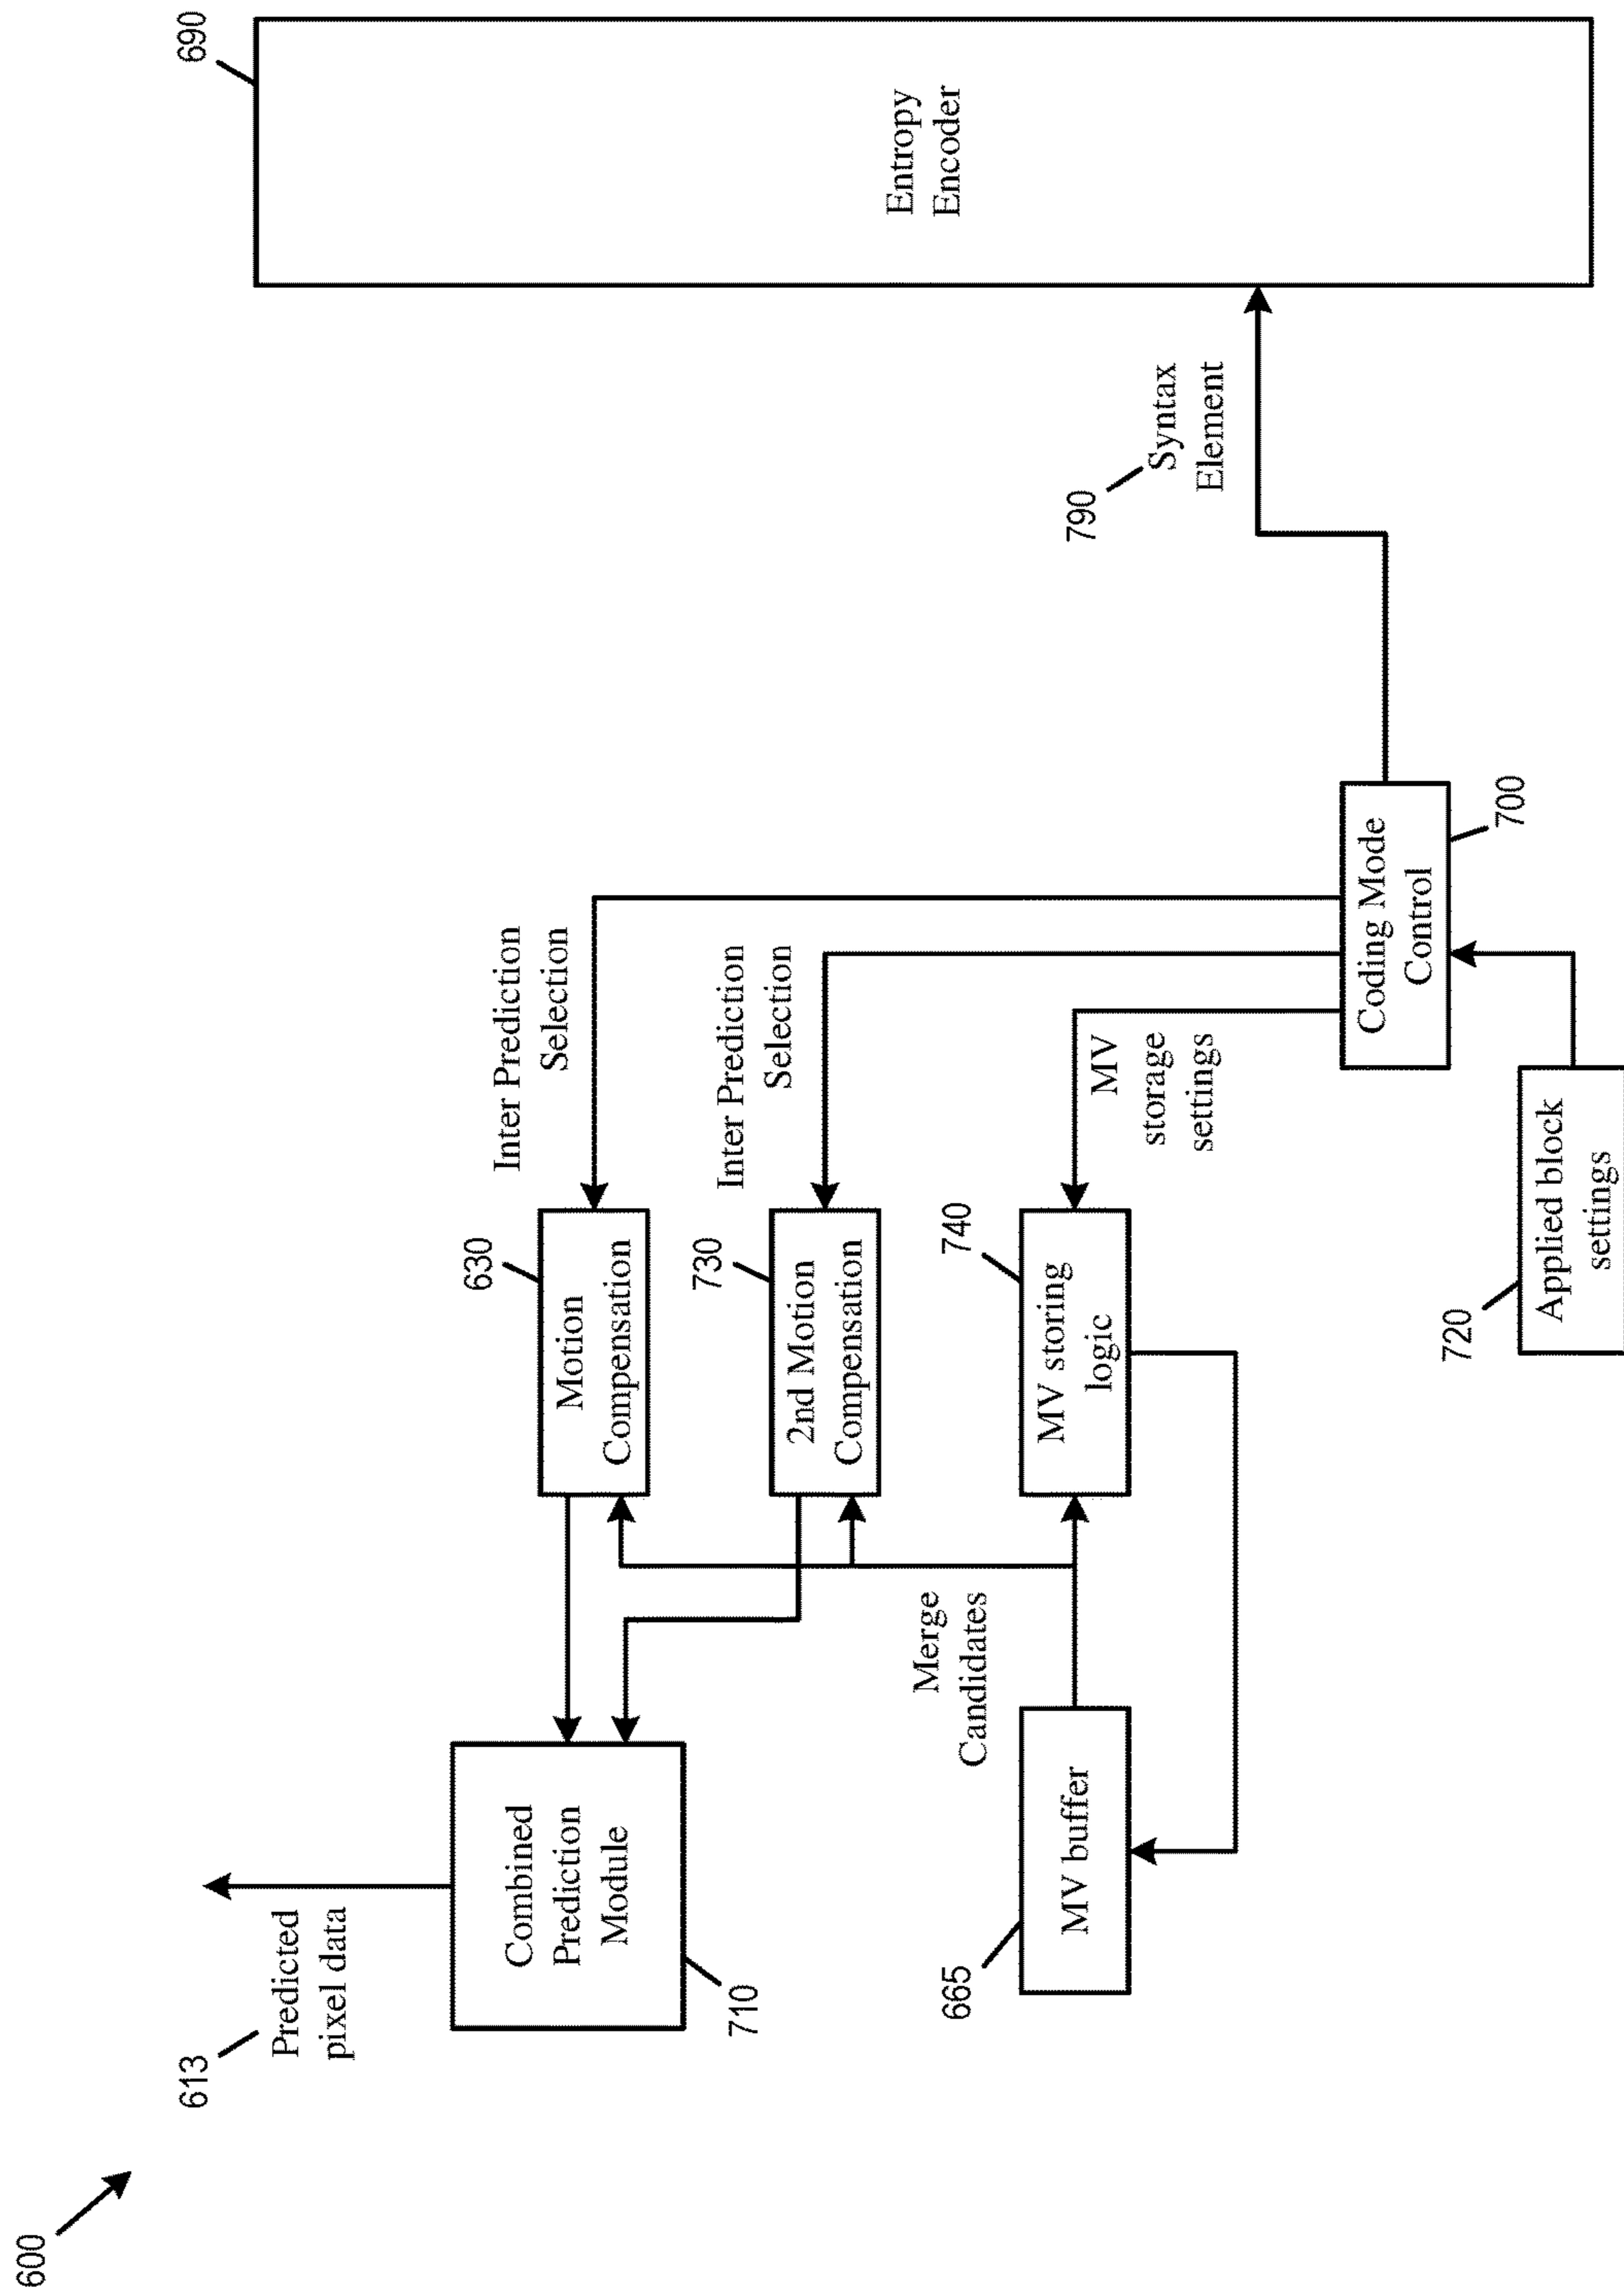 600
613
Predicted
pixel data
Combined
Prediction
Module
710
Motion
Compensation
630
Inter Prediction
Selection
2nd Motion
Compensation
730
Inter Prediction
Selection
Merge
Candidates
MV buffer
665
MV storing
logic
740
MV
storage
settings
Coding Mode
Control
700
Applied block
settings
720
790
Syntax
Element
Entropy
Encoder
690